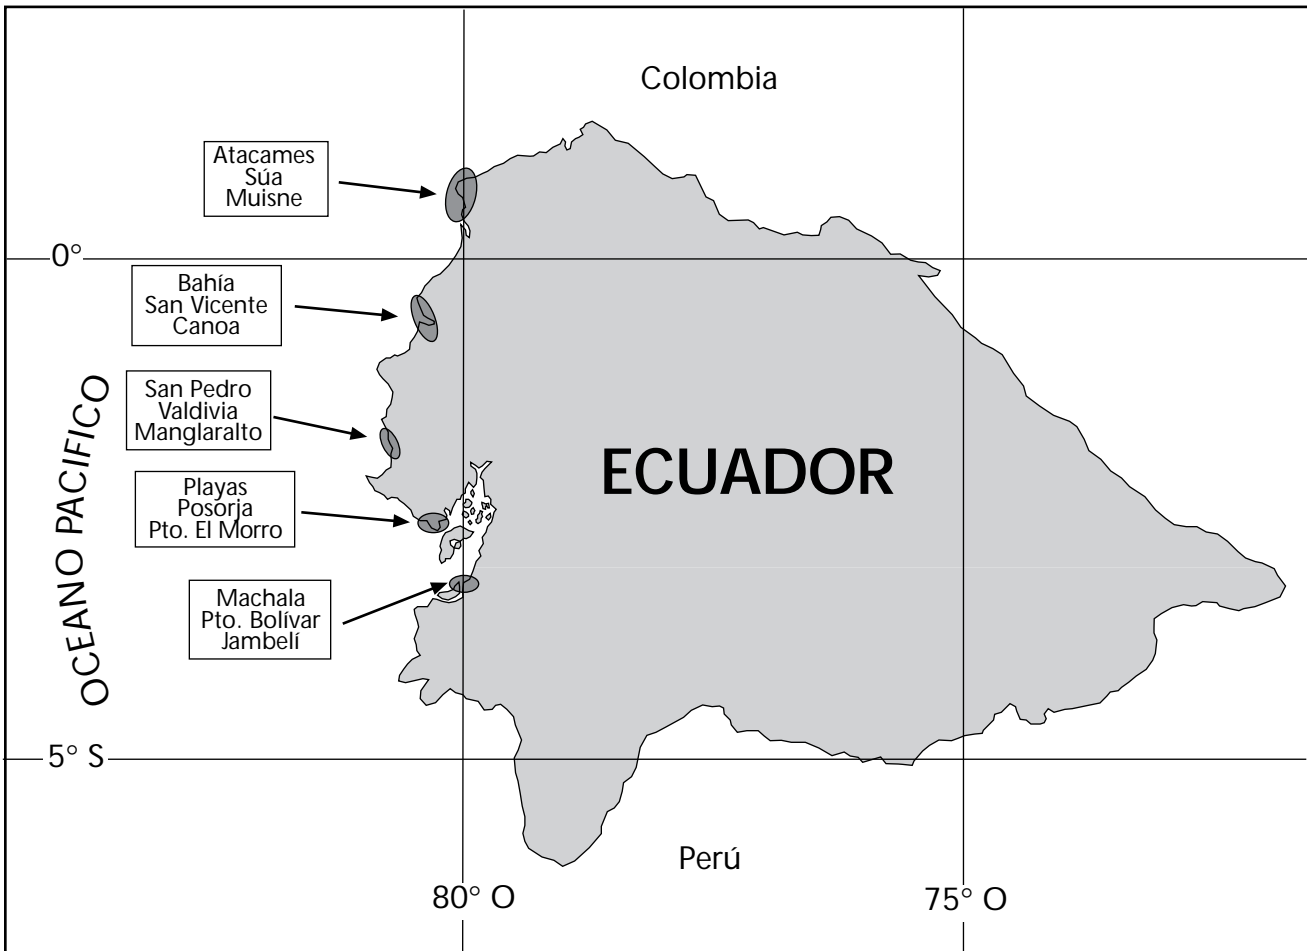 Colombia
Atacames
Súa
Muisne
0°
Bahía
San Vicente
Canoa
San Pedro
Valdivia
Manglaralto
OCEANO PACIFICO
ECUADOR
Playas
Posorja
Pto. El Morro
Machala
Pto. Bolívar
Jambelí
5° S
Perú
80° O
75° O